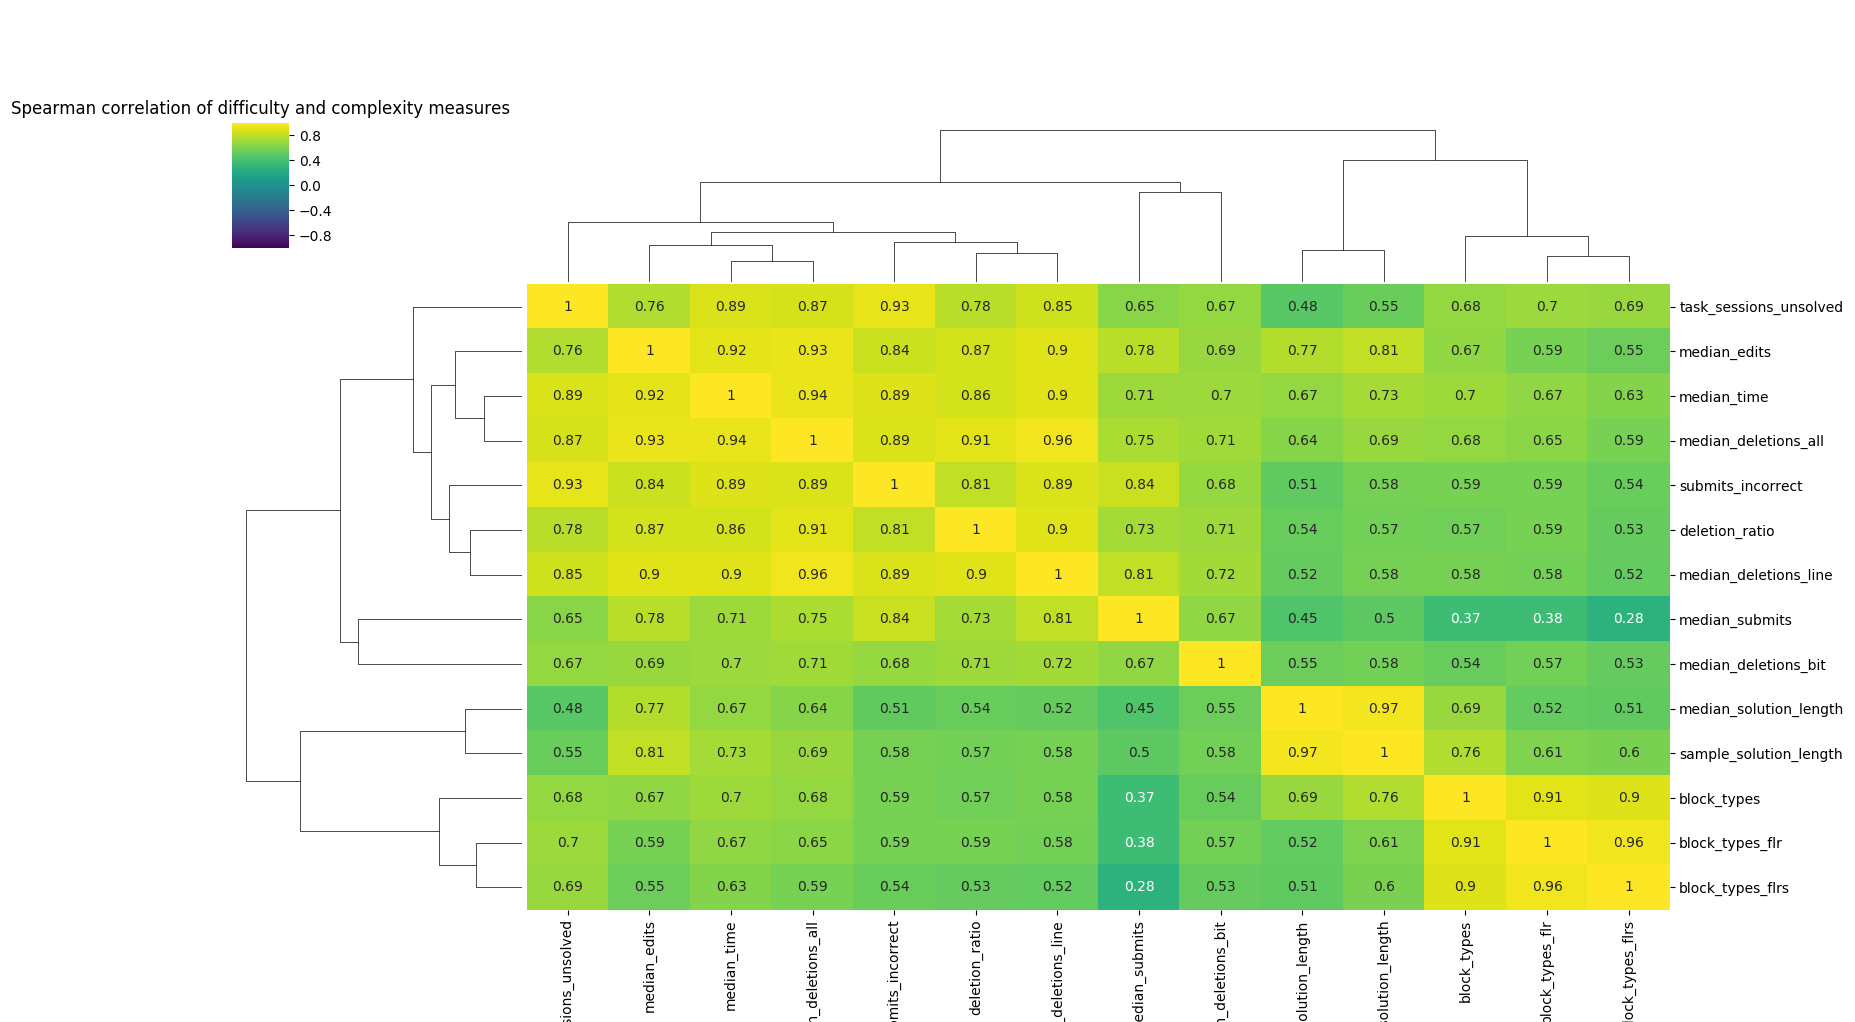 Spearman correlation of difficulty and complexity measures
0.8
0.4
0.0
−0.4
−0.8
1 0.76 0.89 0.87 0.93 0.78 0.85 0.65 0.67 0.48 0.55 0.68 0.7 0.69 task_sessions_unsolved
0.76 1 0.92 0.93 0.84 0.87 0.9 0.78 0.69 0.77 0.81 0.67 0.59 0.55 median_edits
0.89 0.92 1 0.94 0.89 0.86 0.9 0.71 0.7 0.67 0.73 0.7 0.67 0.63 median_time
0.87 0.93 0.94 1 0.89 0.91 0.96 0.75 0.71 0.64 0.69 0.68 0.65 0.59 median_deletions_all
0.93 0.84 0.89 0.89 1 0.81 0.89 0.84 0.68 0.51 0.58 0.59 0.59 0.54 submits_incorrect
0.78 0.87 0.86 0.91 0.81 1 0.9 0.73 0.71 0.54 0.57 0.57 0.59 0.53 deletion_ratio
0.85 0.9 0.9 0.96 0.89 0.9 1 0.81 0.72 0.52 0.58 0.58 0.58 0.52 median_deletions_line
0.65 0.78 0.71 0.75 0.84 0.73 0.81 1 0.67 0.45 0.5 0.37 0.38 0.28 median_submits
0.67 0.69 0.7 0.71 0.68 0.71 0.72 0.67 1 0.55 0.58 0.54 0.57 0.53 median_deletions_bit
0.48 0.77 0.67 0.64 0.51 0.54 0.52 0.45 0.55 1 0.97 0.69 0.52 0.51 median_solution_length
0.55 0.81 0.73 0.69 0.58 0.57 0.58 0.5 0.58 0.97 1 0.76 0.61 0.6 sample_solution_length
0.68 0.67 0.7 0.68 0.59 0.57 0.58 0.37 0.54 0.69 0.76 1 0.91 0.9 block_types
0.7 0.59 0.67 0.65 0.59 0.59 0.58 0.38 0.57 0.52 0.61 0.91 1 0.96 block_types_flr
0.69 0.55 0.63 0.59 0.54 0.53 0.52 0.28 0.53 0.51 0.6 0.9 0.96 1 block_types_flrs
sions_unsolved
median_edits
median_time
n_deletions_all
omits_incorrect
deletion_ratio
_deletions_line
edian_submits
n_deletions_bit
olution_length
solution_length
block_types
block_types_flr
lock_types_flrs